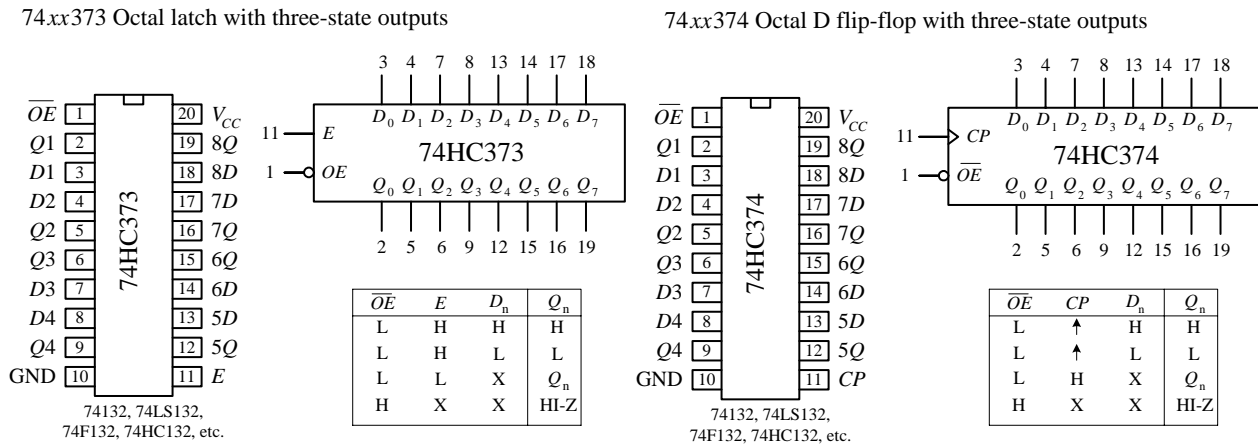 74xx373 Octal latch with three-state outputs
3 4 7 8 13 14 17 18
11 E D0 D1 D2 D3 D4 D5 D6 D7
74HC373
1 OE Q0 Q1 Q2 Q3 Q4 Q5 Q6 Q7
2 5 6 9 12 15 16 19
OE 1 20 VCC
Q1 2 19 8Q
D1 3 18 8D
D2 4 17 7D
Q2 5 16 7Q
Q3 6 15 6Q
D3 7 14 6D
D4 8 13 5D
Q4 9 12 5Q
GND 10 11 E
74HC373
74132, 74LS132,
74F132, 74HC132, etc.
OE E Dn Qn
L H H H
L H L L
L L X Qn
H X X HI-Z
74xx374 Octal D flip-flop with three-state outputs
3 4 7 8 13 14 17 18
11 CP D0 D1 D2 D3 D4 D5 D6 D7
74HC374
1 OE Q0 Q1 Q2 Q3 Q4 Q5 Q6 Q7
2 5 6 9 12 15 16 19
OE 1 20 VCC
Q1 2 19 8Q
D1 3 18 8D
D2 4 17 7D
Q2 5 16 7Q
Q3 6 15 6Q
D3 7 14 6D
D4 8 13 5D
Q4 9 12 5Q
GND 10 11 CP
74HC374
74132, 74LS132,
74F132, 74HC132, etc.
OE CP Dn Qn
L ↑ H H
L ↑ L L
L H X Qn
H X X HI-Z